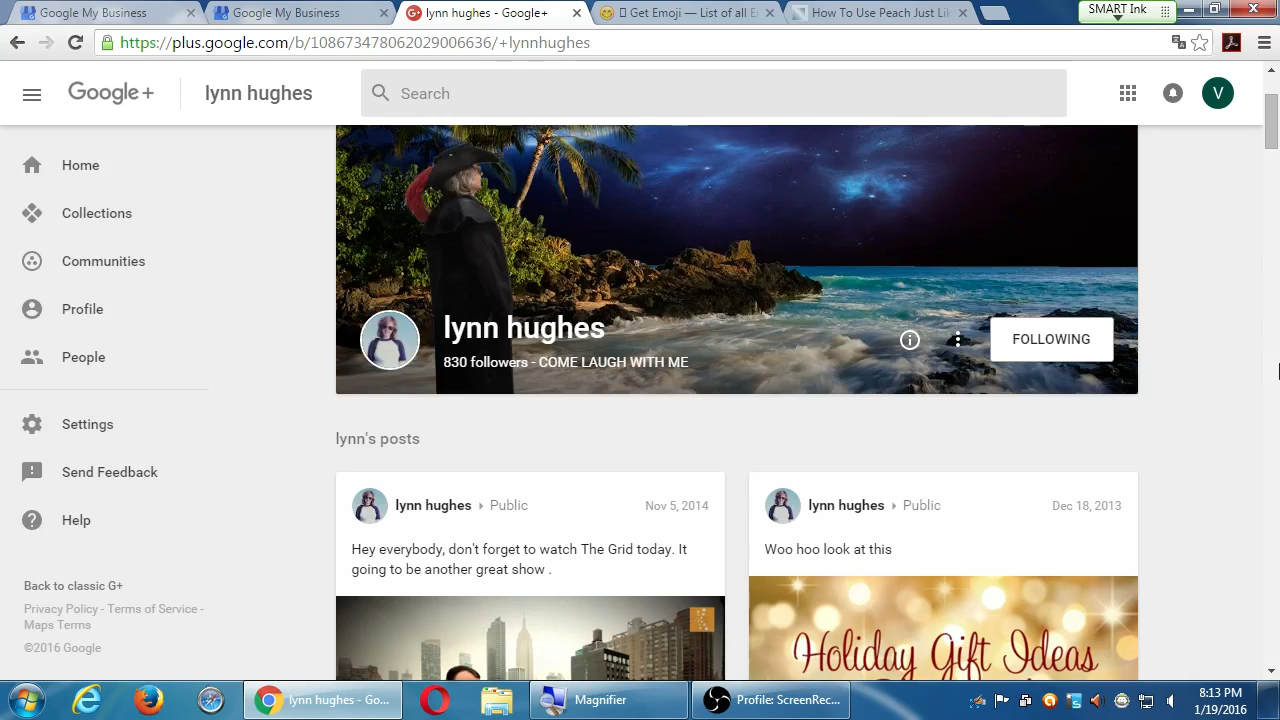 Google My Business
Google My Business
lynn hughes - Google+
Get Emoji — List of all E
How To Use Peach Just Lik
SMART Ink
https://plus.google.com/b/108673478062029006636/+lynnhughes
Google+
lynn hughes
Search
V
Home
Collections
Communities
Profile
People
Settings
Send Feedback
Help
Back to classic G+
Privacy Policy - Terms of Service -
Maps Terms
©2016 Google
lynn hughes
830 followers - COME LAUGH WITH ME
FOLLOWING
lynn's posts
lynn hughes Public
Nov 5, 2014
Hey everybody, don't forget to watch The Grid today. It
going to be another great show .
lynn hughes Public
Dec 18, 2013
Woo hoo look at this
Holiday Gift Ideas
lynn hughes - Go...
Magnifier
Profile: ScreenRec...
8:13 PM
1/19/2016